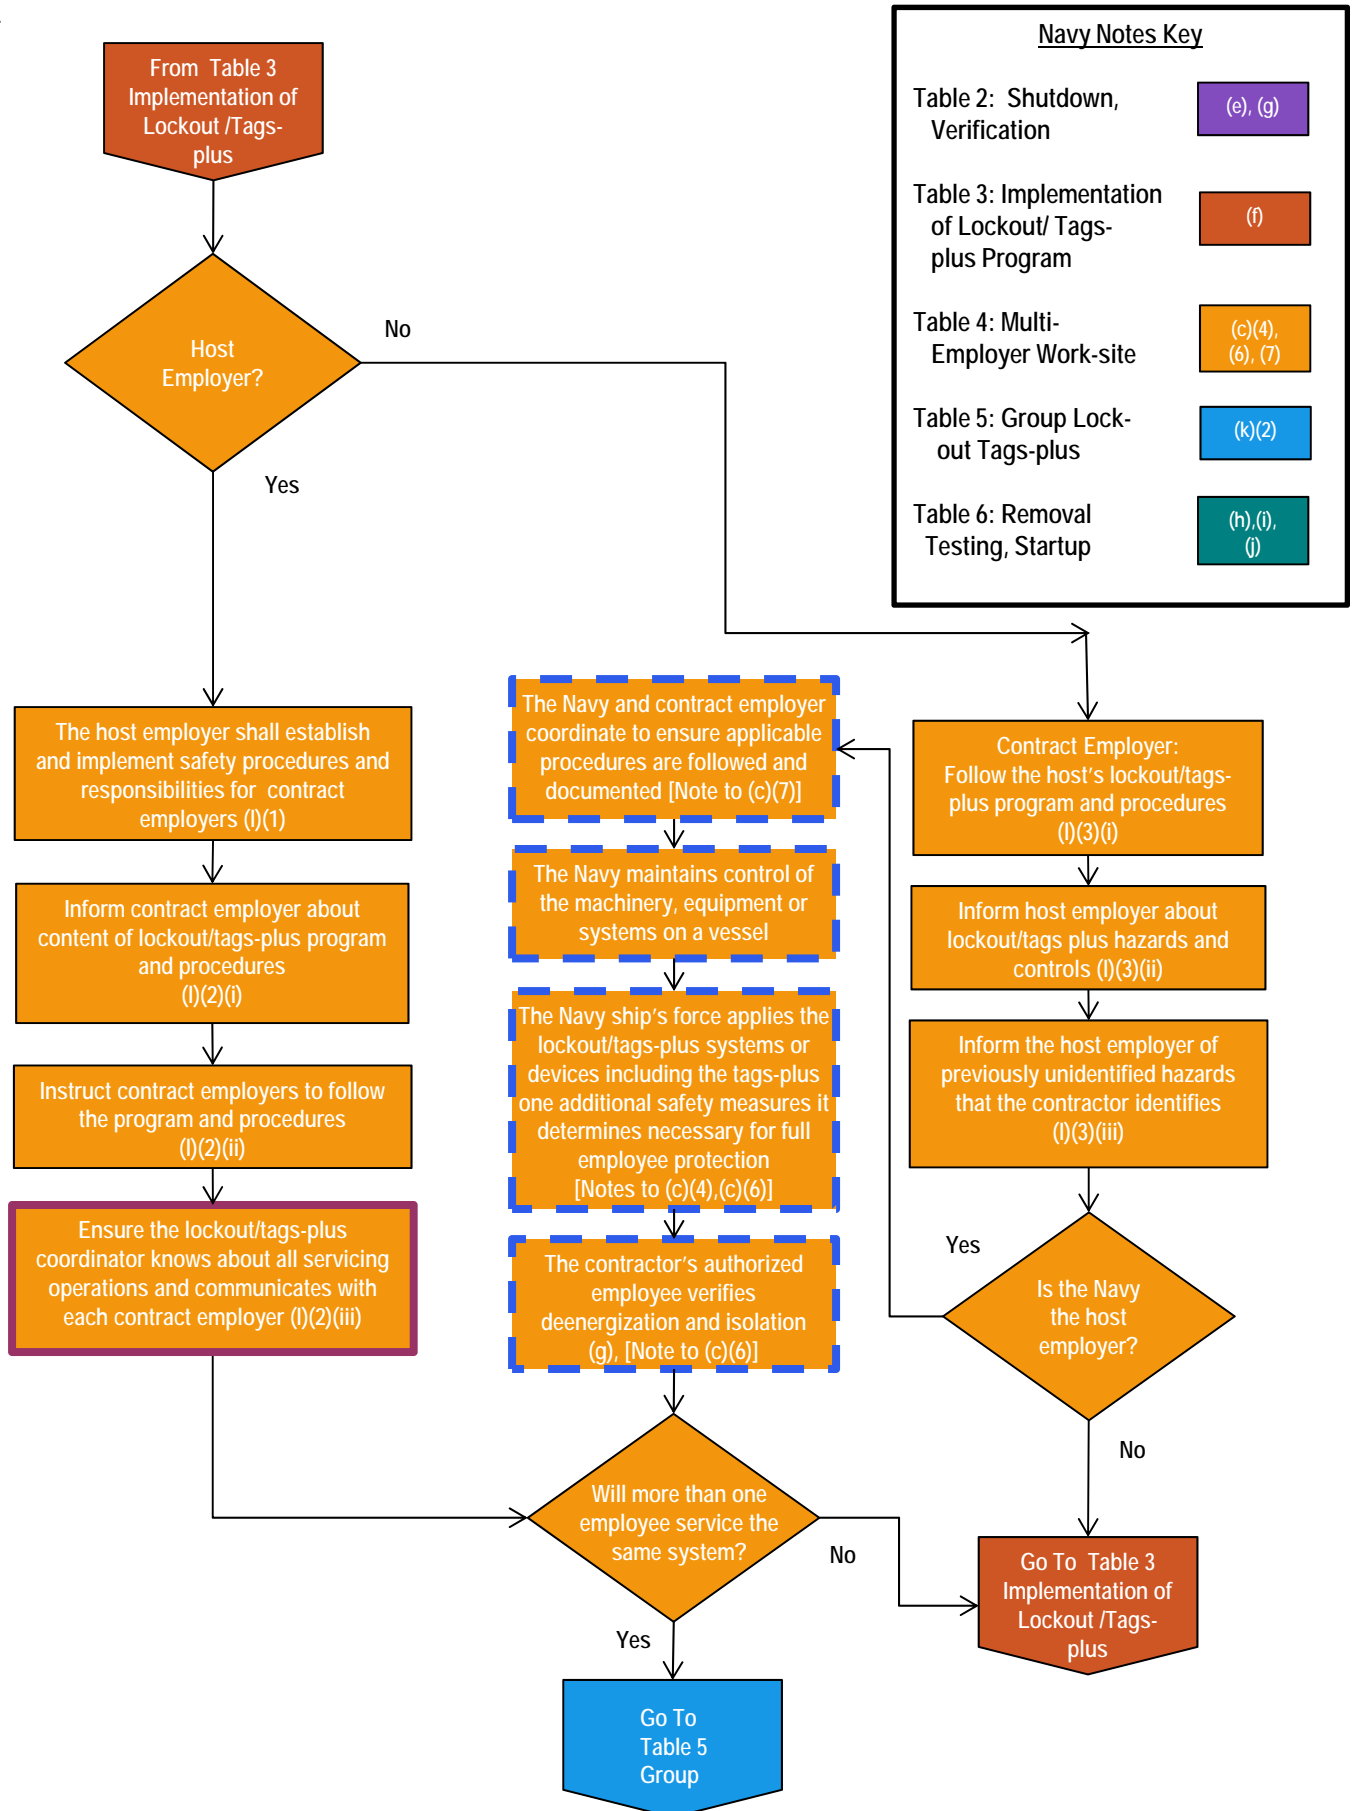 From Table 3
Implementation of
Lockout /Tags-
plus
Navy Notes Key
Table 2: Shutdown,
Verification
(e), (g)
Table 3: Implementation
of Lockout/ Tags-
plus Program
(f)
Table 4: Multi-
Employer Work-site
(c)(4),
(6), (7)
Table 5: Group Lock-
out Tags-plus
(k)(2)
Table 6: Removal
Testing, Startup
(h),(i),
(j)
Host
Employer?
No
Yes
The host employer shall establish
and implement safety procedures and
responsibilities for contract
employers (l)(1)
Inform contract employer about
content of lockout/tags-plus program
and procedures
(l)(2)(i)
Instruct contract employers to follow
the program and procedures
(l)(2)(ii)
Ensure the lockout/tags-plus
coordinator knows about all servicing
operations and communicates with
each contract employer (l)(2)(iii)
The Navy and contract employer
coordinate to ensure applicable
procedures are followed and
documented [Note to (c)(7)]
The Navy maintains control of
the machinery, equipment or
systems on a vessel
The Navy ship's force applies the
lockout/tags-plus systems or
devices including the tags-plus
one additional safety measures it
determines necessary for full
employee protection
[Notes to (c)(4),(c)(6)]
The contractor's authorized
employee verifies
deenergization and isolation
(g), [Note to (c)(6)]
Contract Employer:
Follow the host's lockout/tags-
plus program and procedures
(l)(3)(i)
Inform host employer about
lockout/tags plus hazards and
controls (l)(3)(ii)
Inform the host employer of
previously unidentified hazards
that the contractor identifies
(l)(3)(iii)
Yes
Is the Navy
the host
employer?
No
Will more than one
employee service the
same system?
No
Yes
Go To Table 3
Implementation of
Lockout /Tags-
plus
Go To
Table 5
Group